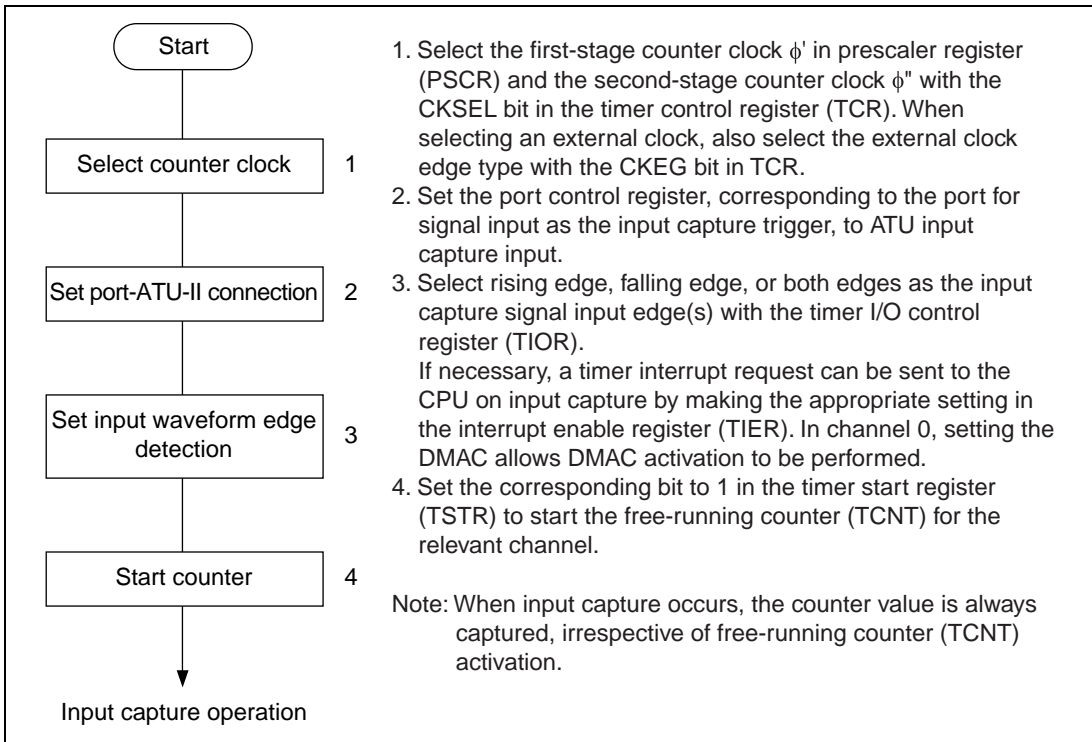 Start
Select counter clock 1
Set port-ATU-II connection 2
Set input waveform edge
detection 3
Start counter 4
Input capture operation
1. Select the first-stage counter clock ϕ' in prescaler register
(PSCR) and the second-stage counter clock ϕ" with the
CKSEL bit in the timer control register (TCR). When
selecting an external clock, also select the external clock
edge type with the CKEG bit in TCR.
2. Set the port control register, corresponding to the port for
signal input as the input capture trigger, to ATU input
capture input.
3. Select rising edge, falling edge, or both edges as the input
capture signal input edge(s) with the timer I/O control
register (TIOR).
If necessary, a timer interrupt request can be sent to the
CPU on input capture by making the appropriate setting in
the interrupt enable register (TIER). In channel 0, setting the
DMAC allows DMAC activation to be performed.
4. Set the corresponding bit to 1 in the timer start register
(TSTR) to start the free-running counter (TCNT) for the
relevant channel.
Note: When input capture occurs, the counter value is always
captured, irrespective of free-running counter (TCNT)
activation.